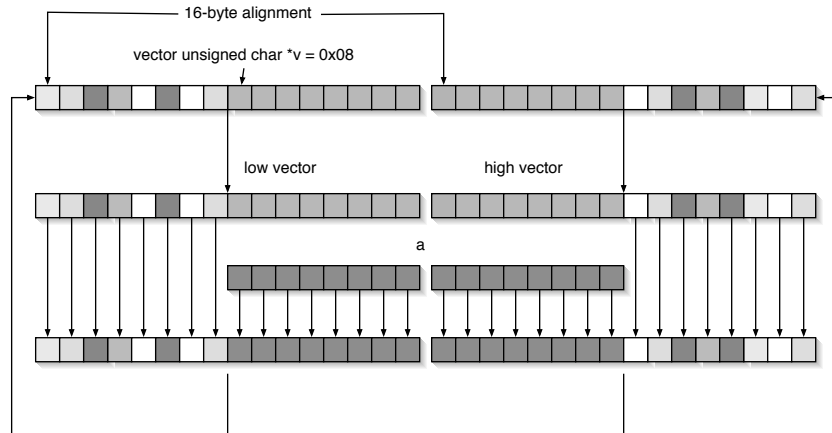 16-byte alignment
vector unsigned char *v = 0x08
low vector
high vector
a